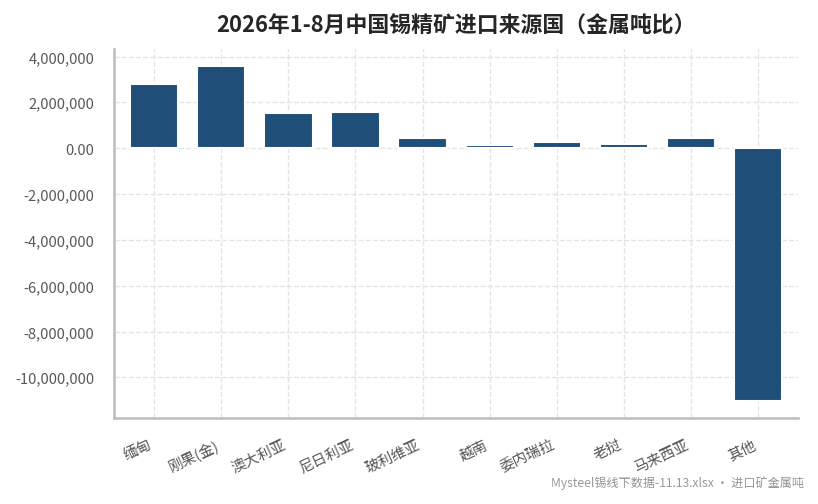 2026年1-8月中国锡精矿进口来源国（金属吨比）
4,000,000
2,000,000
0.00
-2,000,000
-4,000,000
-6,000,000
-8,000,000
-10,000,000
缅甸
刚果(金)
澳大利亚
尼日利亚
玻利维亚
越南
委内瑞拉
老挝
马来西亚
其他
Mysteel锡线下数据-11.13.xlsx · 进口矿金属吨